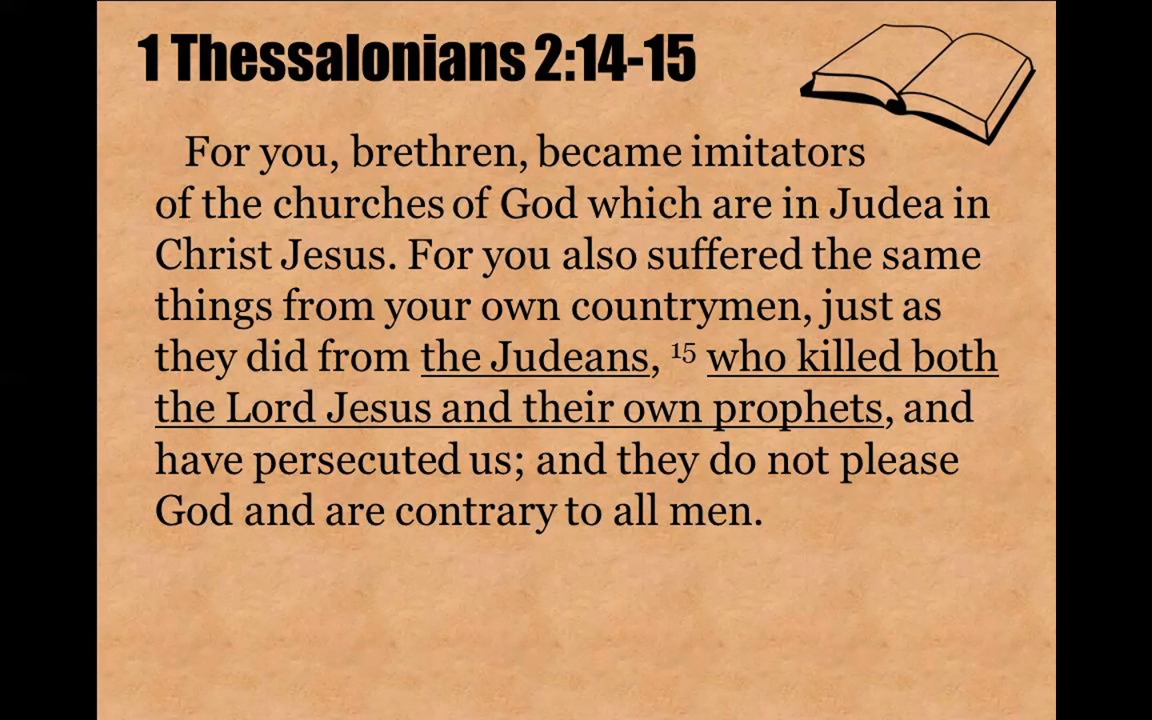 1 Thessalonians 2:14-15
For you, brethren, became imitators
of the churches of God which are in Judea in
Christ Jesus. For you also suffered the same
things from your own countrymen, just as
they did from the Judeans, 15 who killed both
the Lord Jesus and their own prophets, and
have persecuted us; and they do not please
God and are contrary to all men.